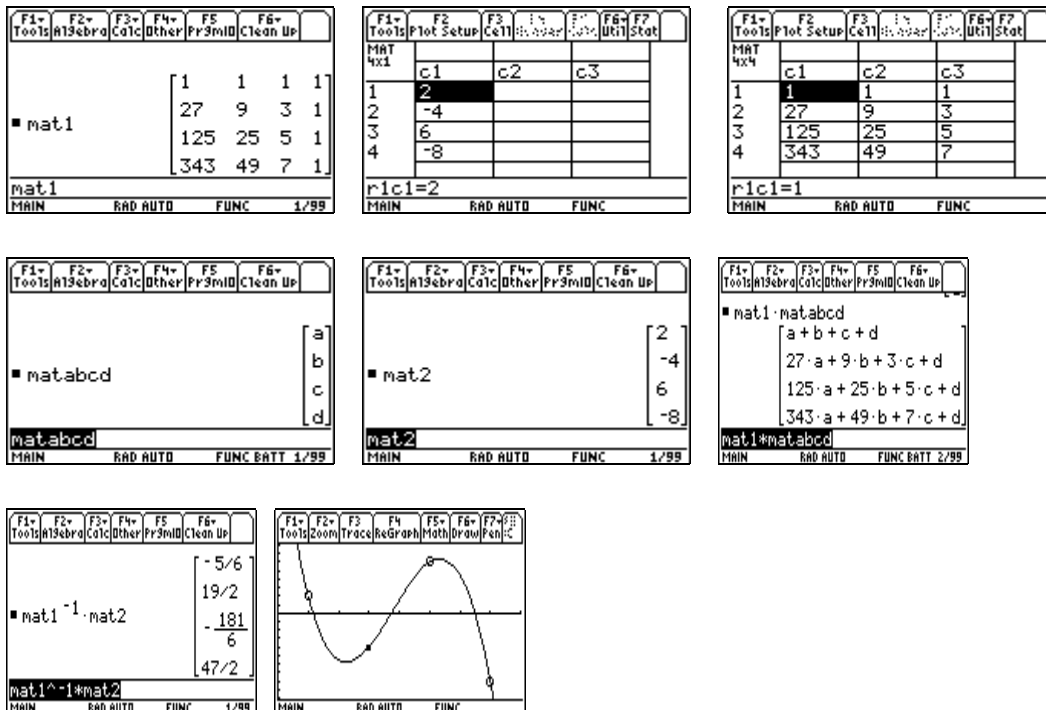 F1▾ F2▾ F3▾ F4▾ F5 F6▾
Tools Algebra Calc Other PrgmIO Clean Up
▪ mat1
[1 1 1 1]
27 9 3 1
125 25 5 1
343 49 7 1
mat1
MAIN RAD AUTO FUNC 1/99
F1▾ F2 F3 F6▾ F7
Tools Plot Setup Cell Util Stat
MAT
4x1
c1 c2 c3
1 2
2 -4
3 6
4 -8
r1c1=2
MAIN RAD AUTO FUNC
F1▾ F2 F3 F6▾ F7
Tools Plot Setup Cell Util Stat
MAT
4x4
c1 c2 c3
1 1 1 1
2 27 9 3
3 125 25 5
4 343 49 7
r1c1=1
MAIN RAD AUTO FUNC
F1▾ F2▾ F3▾ F4▾ F5 F6▾
Tools Algebra Calc Other PrgmIO Clean Up
▪ matabcd
[a]
b
c
d
matabcd
MAIN RAD AUTO FUNC BATT 1/99
F1▾ F2▾ F3▾ F4▾ F5 F6▾
Tools Algebra Calc Other PrgmIO Clean Up
▪ mat2
[2]
-4
6
-8
mat2
MAIN RAD AUTO FUNC 1/99
F1▾ F2▾ F3▾ F4▾ F5 F6▾
Tools Algebra Calc Other PrgmIO Clean Up
▪ mat1·matabcd
a+b+c+d
27·a+9·b+3·c+d
125·a+25·b+5·c+d
343·a+49·b+7·c+d
mat1*matabcd
MAIN RAD AUTO FUNC BATT 2/99
F1▾ F2▾ F3▾ F4▾ F5 F6▾
Tools Algebra Calc Other PrgmIO Clean Up
▪ mat1 -1·mat2
-5/6
19/2
-181/6
47/2
mat1^-1*mat2
MAIN RAD AUTO FUNC 1/99
F1▾ F2▾ F3 F4 F5▾ F6▾ F7▾
Tools Zoom Trace ReGraph Math Draw Pen :C
MAIN RAD AUTO FUNC